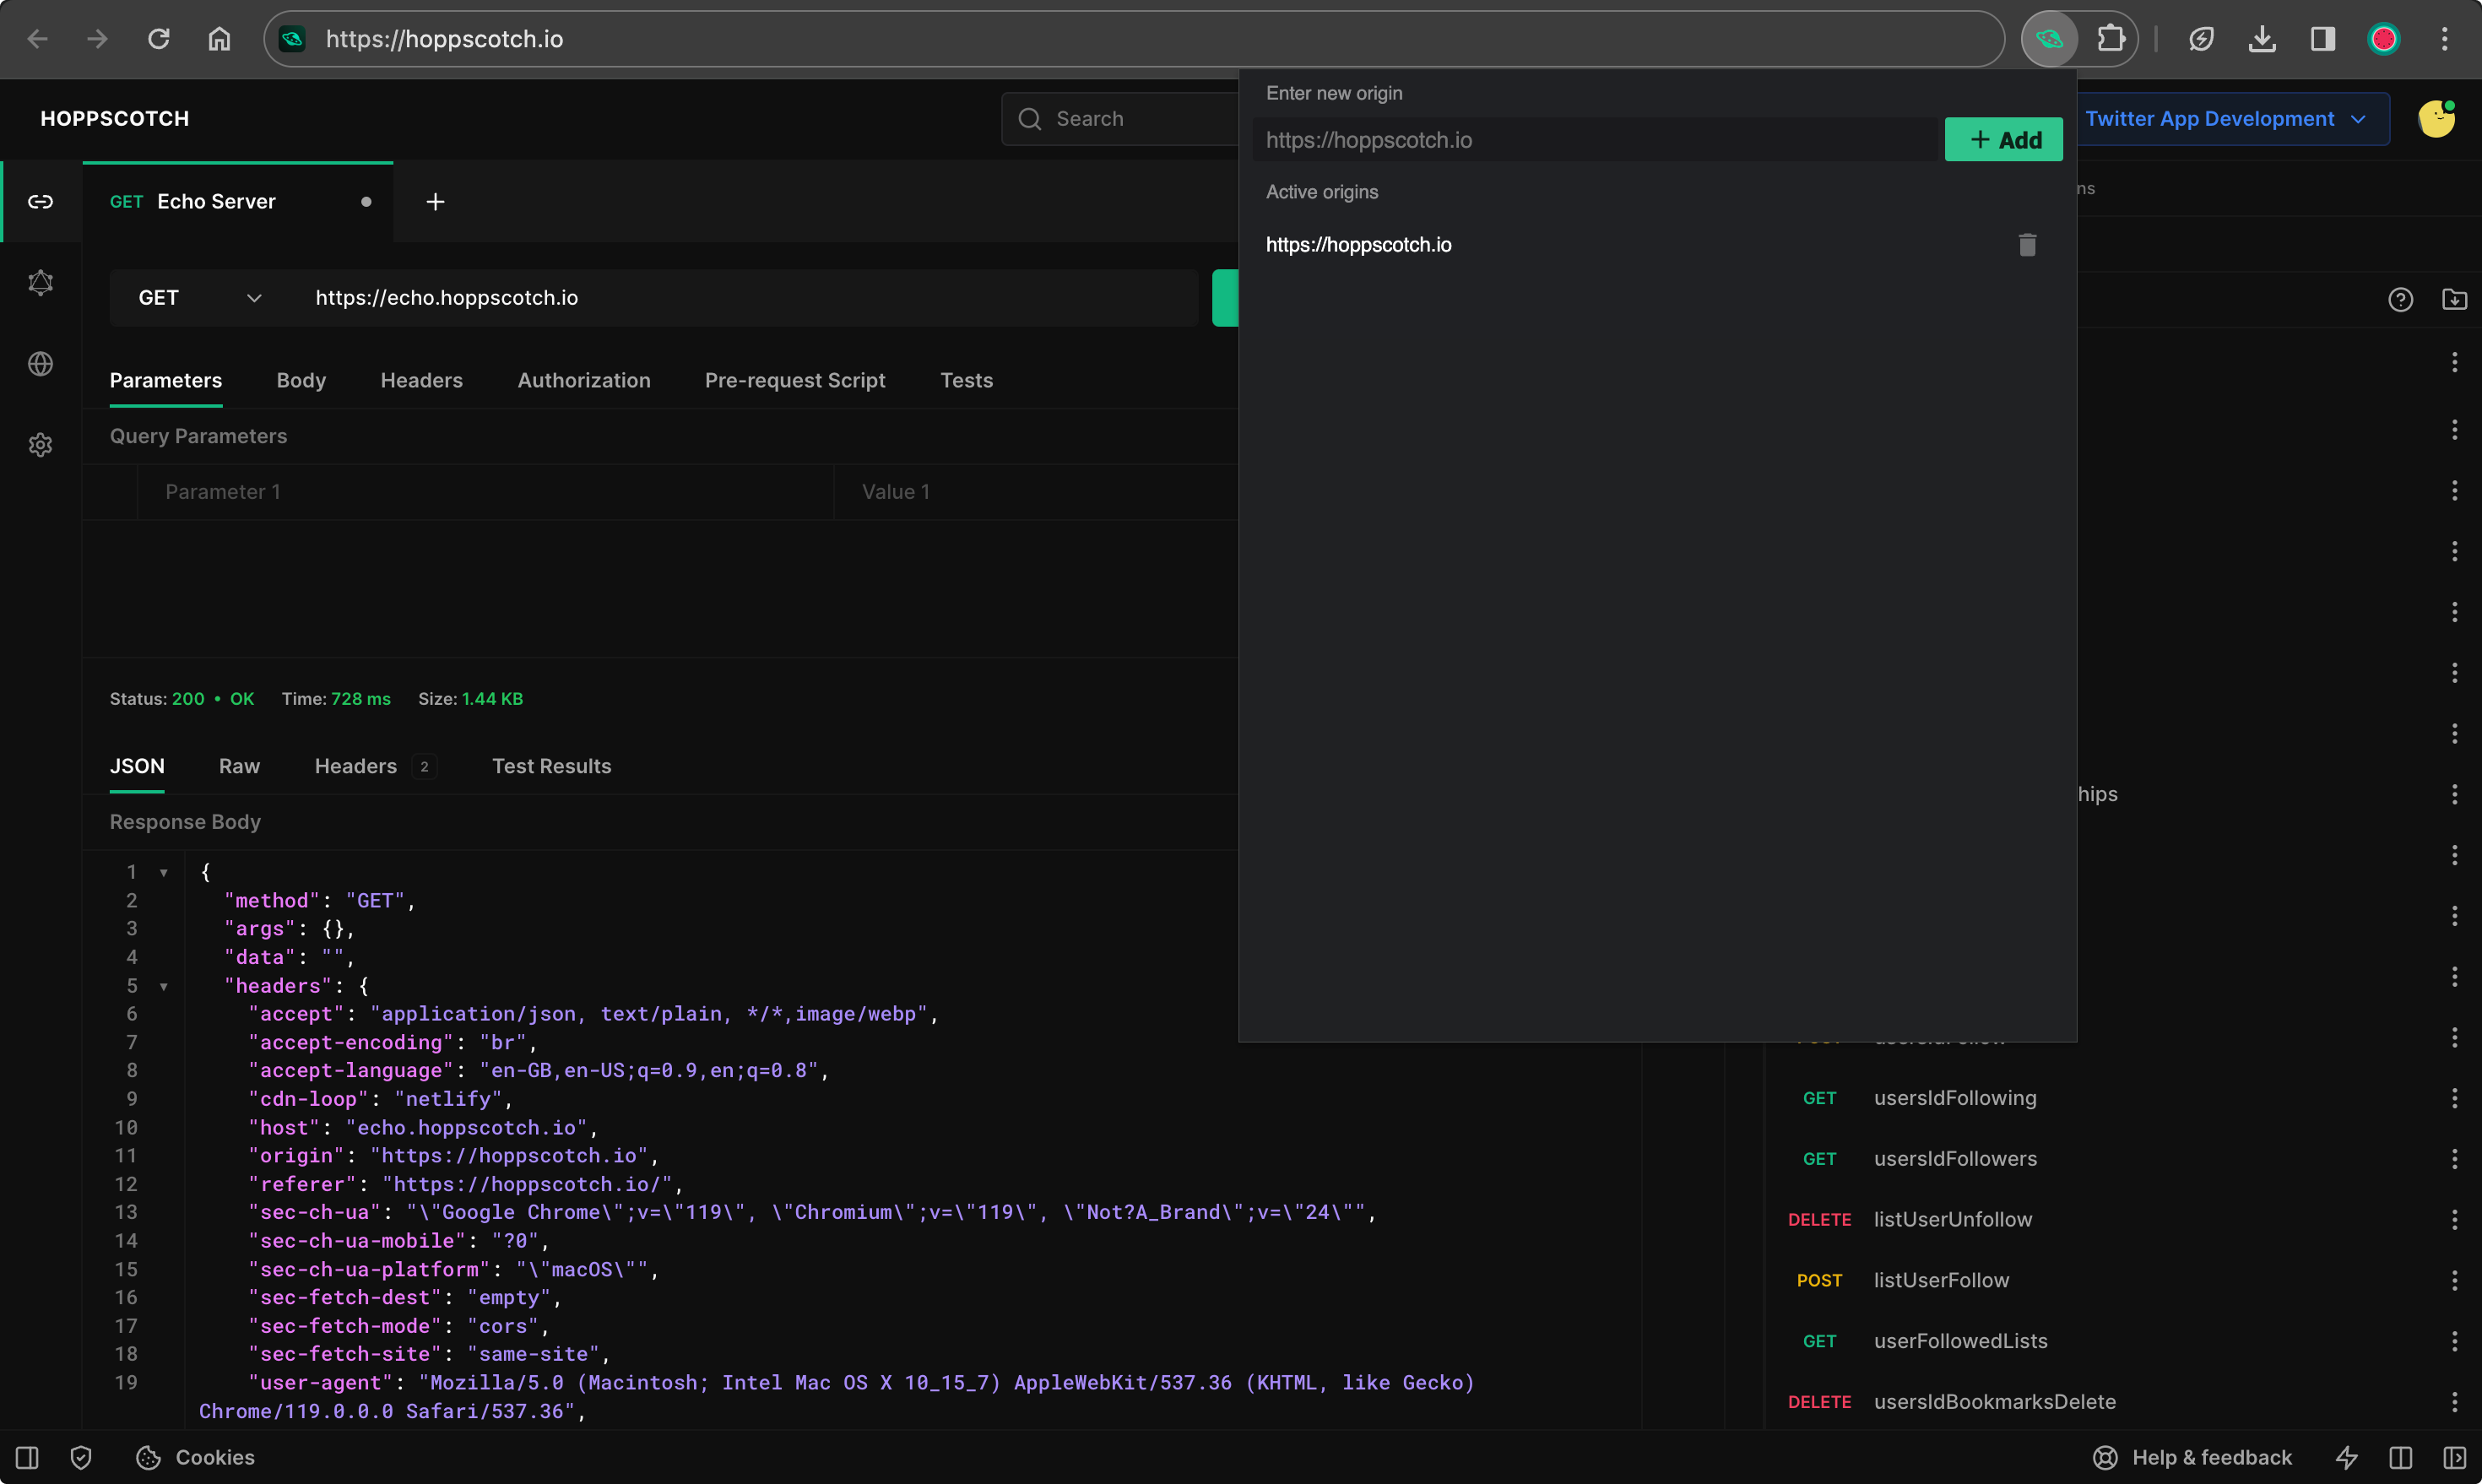 https://hoppscotch.io
HOPPSCOTCH
Search
Enter new origin
https://hoppscotch.io
+ Add
Active origins
https://hoppscotch.io
Twitter App Development
GET Echo Server
GET
https://echo.hoppscotch.io
Parameters Body Headers Authorization Pre-request Script Tests
Query Parameters
Parameter 1 Value 1
Status: 200 • OK Time: 728 ms Size: 1.44 KB
JSON Raw Headers 2 Test Results
Response Body
1 {
2 "method": "GET",
3 "args": {},
4 "data": "",
5 "headers": {
6 "accept": "application/json, text/plain, */*,image/webp",
7 "accept-encoding": "br",
8 "accept-language": "en-GB,en-US;q=0.9,en;q=0.8",
9 "cdn-loop": "netlify",
10 "host": "echo.hoppscotch.io",
11 "origin": "https://hoppscotch.io",
12 "referer": "https://hoppscotch.io/",
13 "sec-ch-ua": "\"Google Chrome\";v=\"119\", \"Chromium\";v=\"119\", \"Not?A_Brand\";v=\"24\"",
14 "sec-ch-ua-mobile": "?0",
15 "sec-ch-ua-platform": "\"macOS\"",
16 "sec-fetch-dest": "empty",
17 "sec-fetch-mode": "cors",
18 "sec-fetch-site": "same-site",
19 "user-agent": "Mozilla/5.0 (Macintosh; Intel Mac OS X 10_15_7) AppleWebKit/537.36 (KHTML, like Gecko)
Chrome/119.0.0.0 Safari/537.36",
ns
hips
GET usersIdFollowing
GET usersIdFollowers
DELETE listUserUnfollow
POST listUserFollow
GET userFollowedLists
DELETE usersIdBookmarksDelete
Cookies
Help & feedback